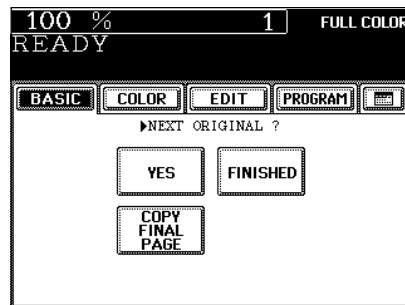 100 % 1 FULL COLOR
READY
BASIC COLOR EDIT PROGRAM
▶NEXT ORIGINAL ?
YES FINISHED
COPY
FINAL
PAGE